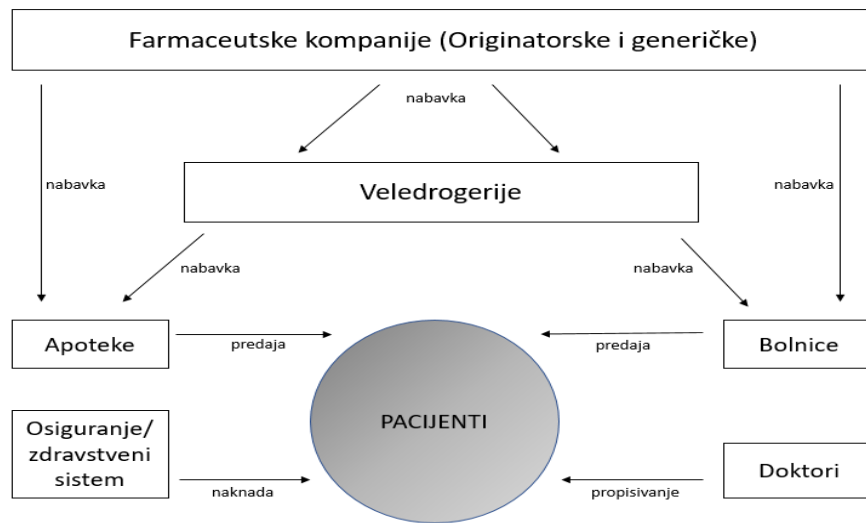 Farmaceutske kompanije (Originatorske i generičke)
nabavka
nabavka
nabavka
Veledrogerije
nabavka
nabavka
Apoteke
predaja
predaja
Bolnice
PACIJENTI
Osiguranje/
zdravstveni
sistem
naknada
propisivanje
Doktori